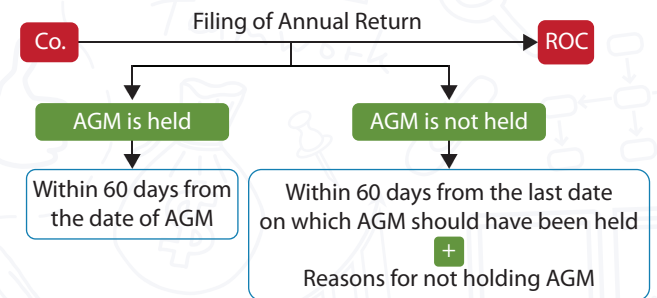 Filing of Annual Return
Co.
ROC
AGM is held
AGM is not held
Within 60 days from
the date of AGM
Within 60 days from the last date
on which AGM should have been held
+
Reasons for not holding AGM